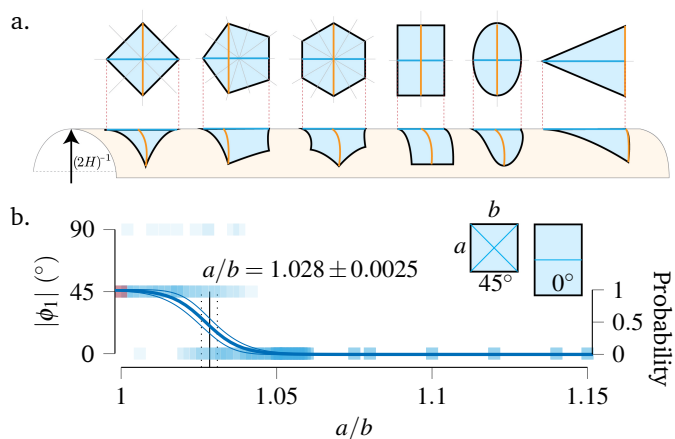 a.
(2H)⁻¹
b.
90
45
0
|ϕ₁| (°)
a/b = 1.028 ± 0.0025
b
a
45°
0°
1
0.5
0
Probability
1
1.05
1.1
1.15
a/b